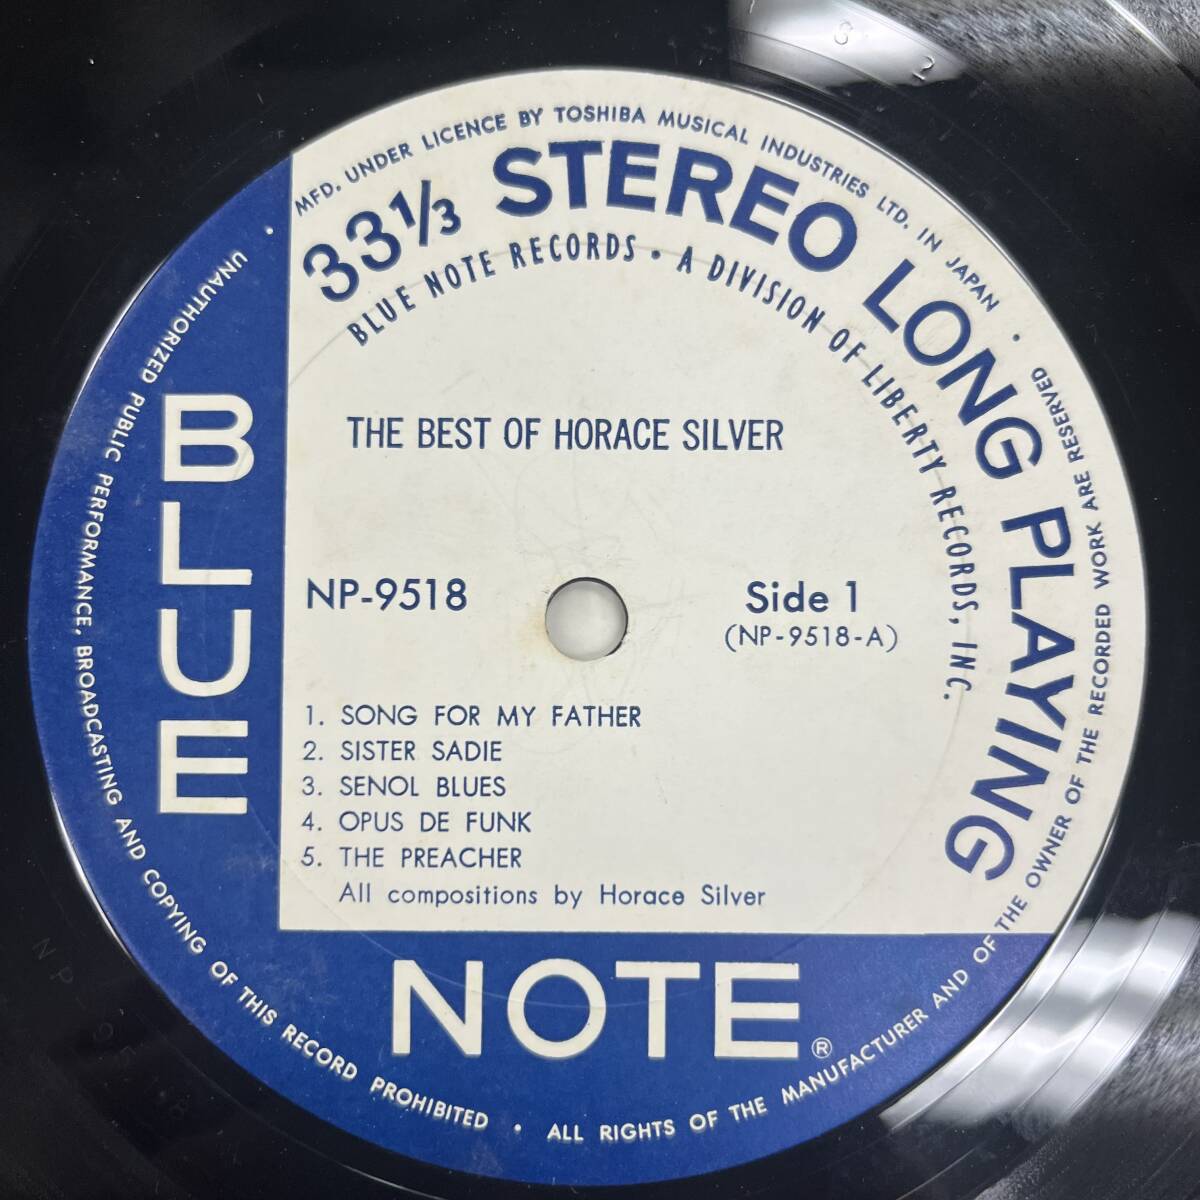 MFD. UNDER LICENCE BY TOSHIBA MUSICAL INDUSTRIES LTD. IN JAPAN •
33⅓ STEREO LONG PLAYING
BLUE NOTE RECORDS • A DIVISION OF LIBERTY RECORDS, INC.
THE BEST OF HORACE SILVER
NP-9518
Side 1
(NP-9518-A)
1. SONG FOR MY FATHER
2. SISTER SADIE
3. SENOL BLUES
4. OPUS DE FUNK
5. THE PREACHER
All compositions by Horace Silver
BLUE
NOTE®
UNAUTHORIZED PUBLIC PERFORMANCE, BROADCASTING AND COPYING OF THIS RECORD PROHIBITED • ALL RIGHTS OF THE MANUFACTURER AND OF THE OWNER OF THE RECORDED WORK ARE RESERVED